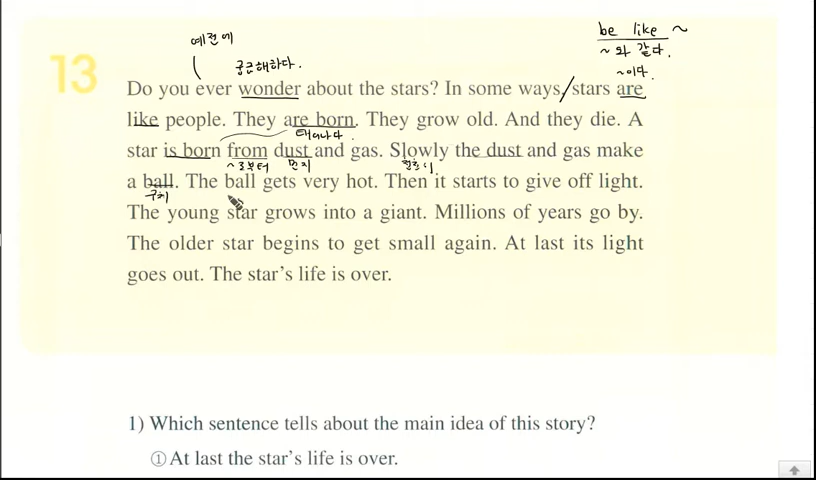 be like ~
예전에
~ 와 같다.
궁금해하다.
~이다.
13
Do you ever wonder about the stars? In some ways/stars are
like people. They are born. They grow old. And they die. A
태어나다.
star is born from dust and gas. Slowly the dust and gas make
~로부터 먼지
a ball. The ball gets very hot. Then it starts to give off light.
구체
The young star grows into a giant. Millions of years go by.
The older star begins to get small again. At last its light
goes out. The star's life is over.
1) Which sentence tells about the main idea of this story?
① At last the star's life is over.